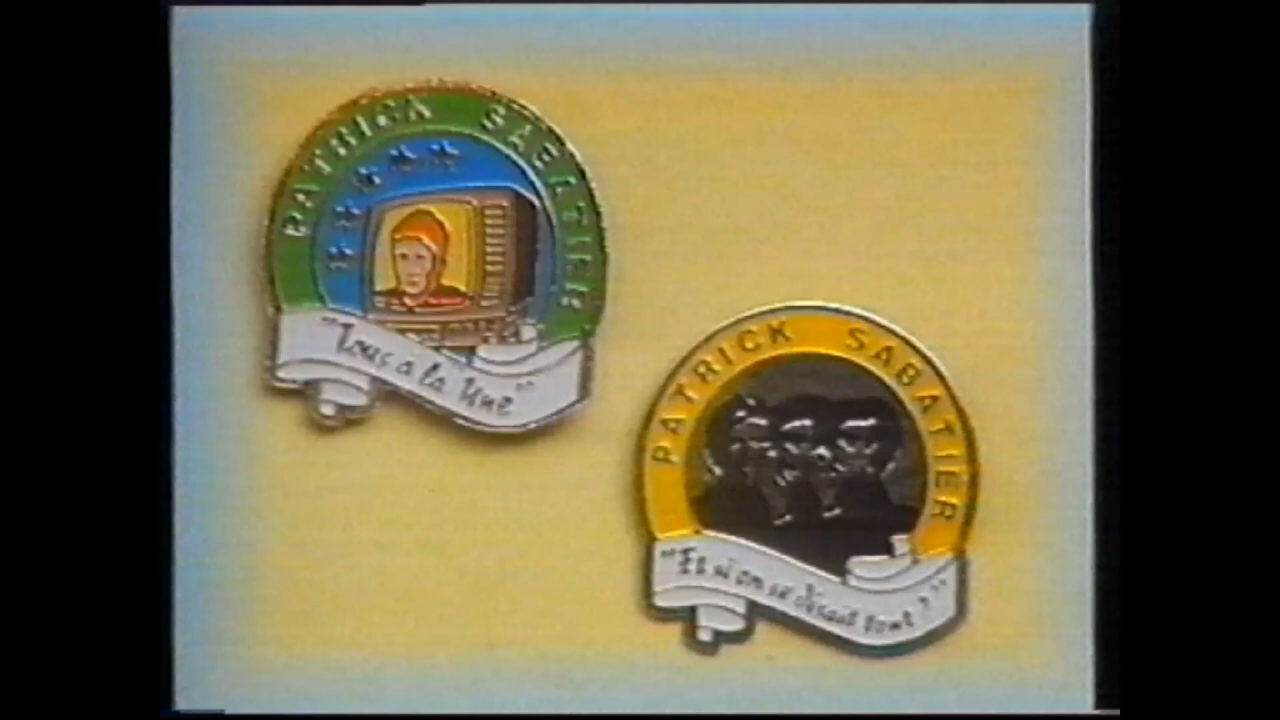 PATRICK SABATIER
"Tous à la Une"
PATRICK SABATIER
"Et si on se disait tout ?"